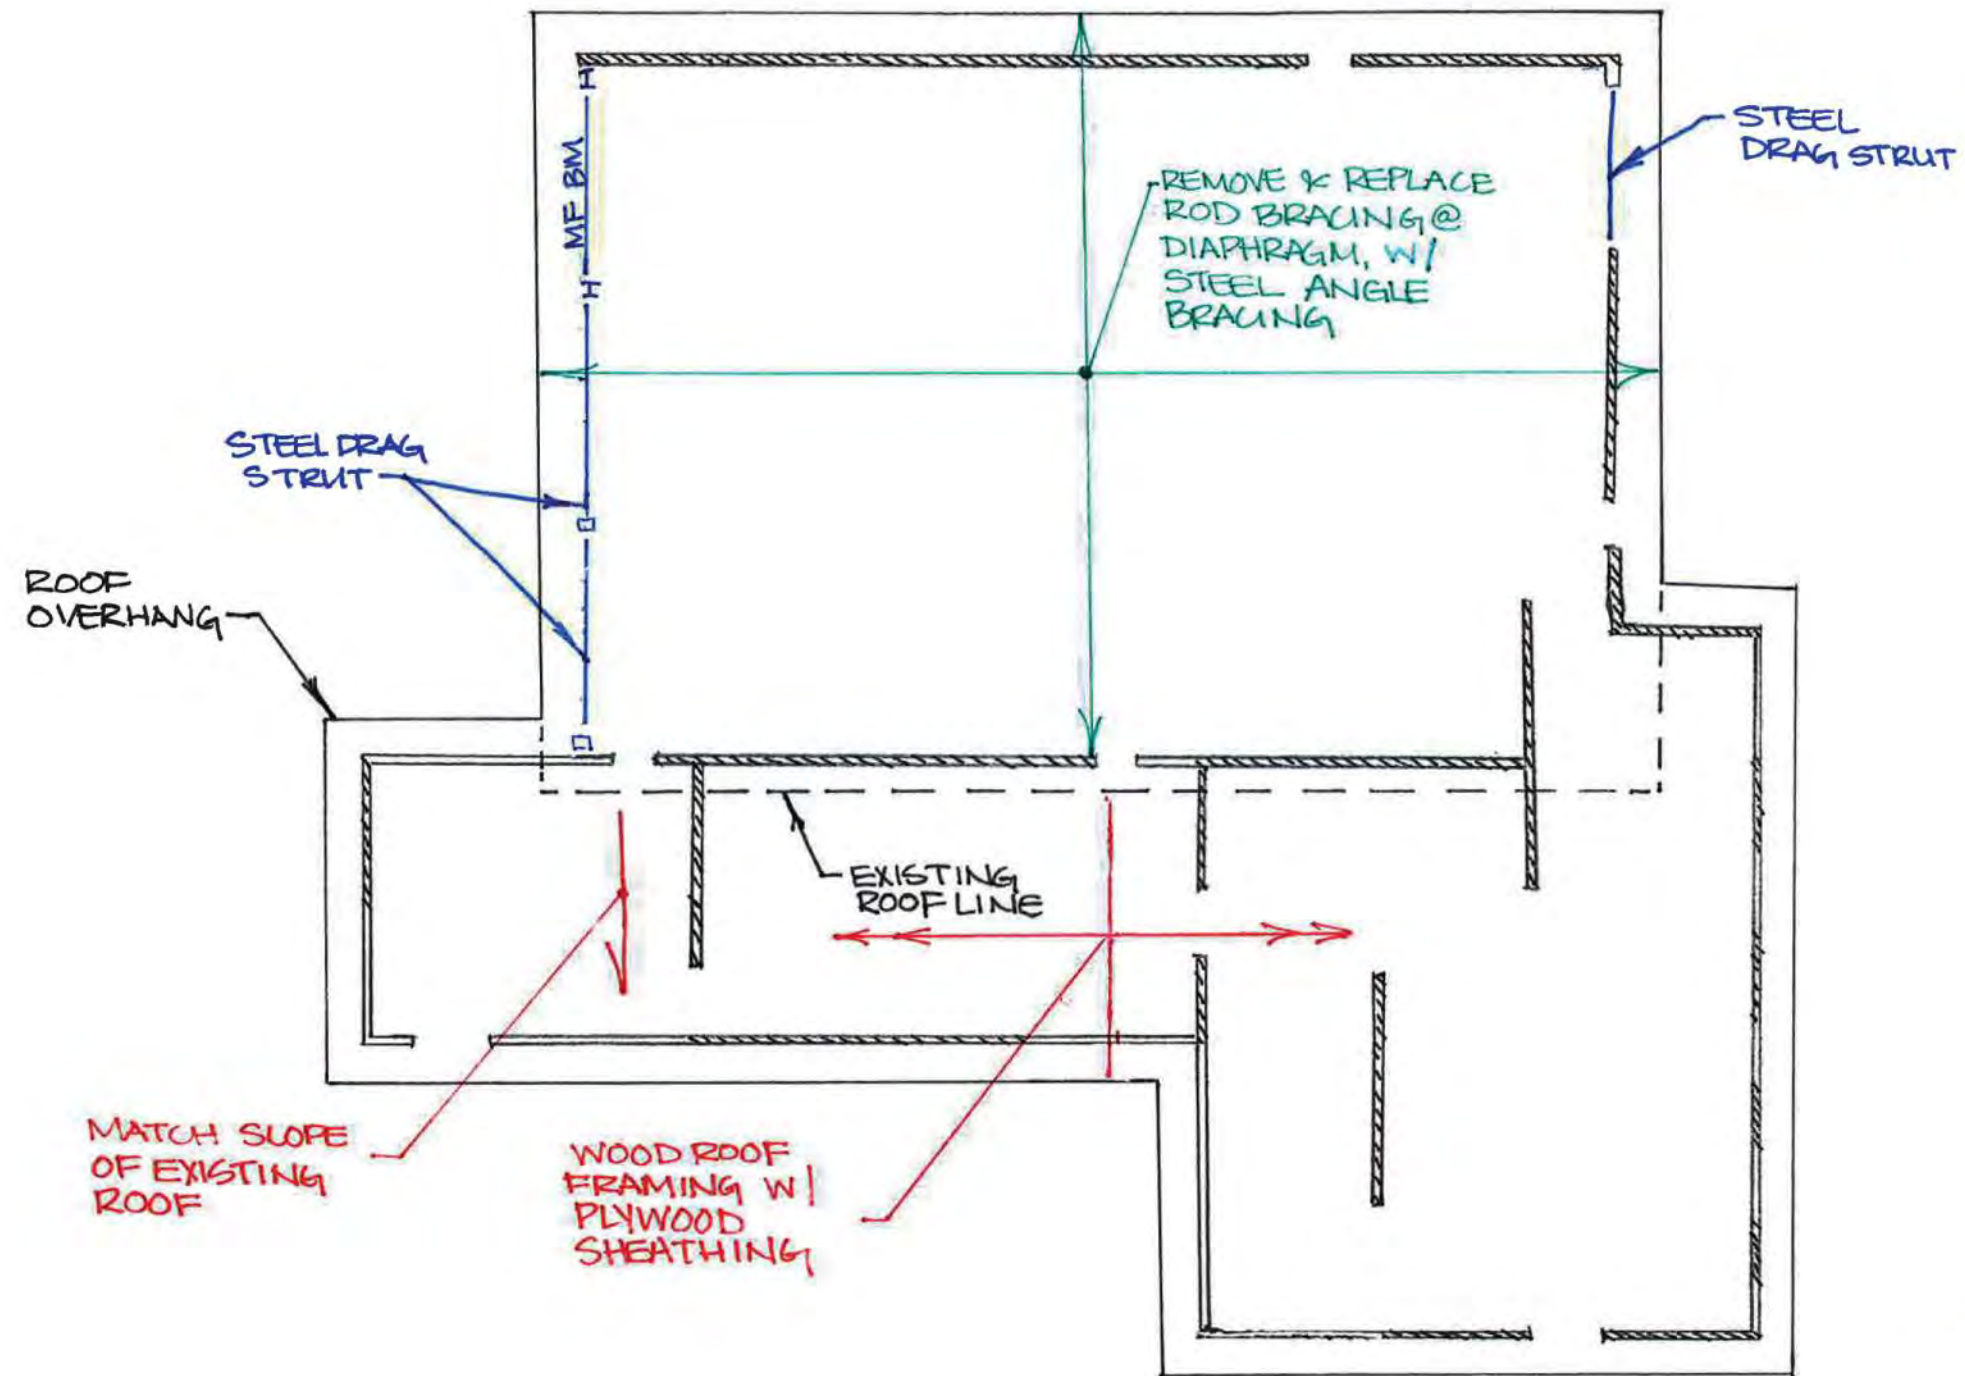 STEEL
DRAG STRUT
MF BM
REMOVE & REPLACE
ROD BRACING @
DIAPHRAGM, W/
STEEL ANGLE
BRACING
STEEL DRAG
STRUT
ROOF
OVERHANG
EXISTING
ROOF LINE
MATCH SLOPE
OF EXISTING
ROOF
WOOD ROOF
FRAMING W/
PLYWOOD
SHEATHING